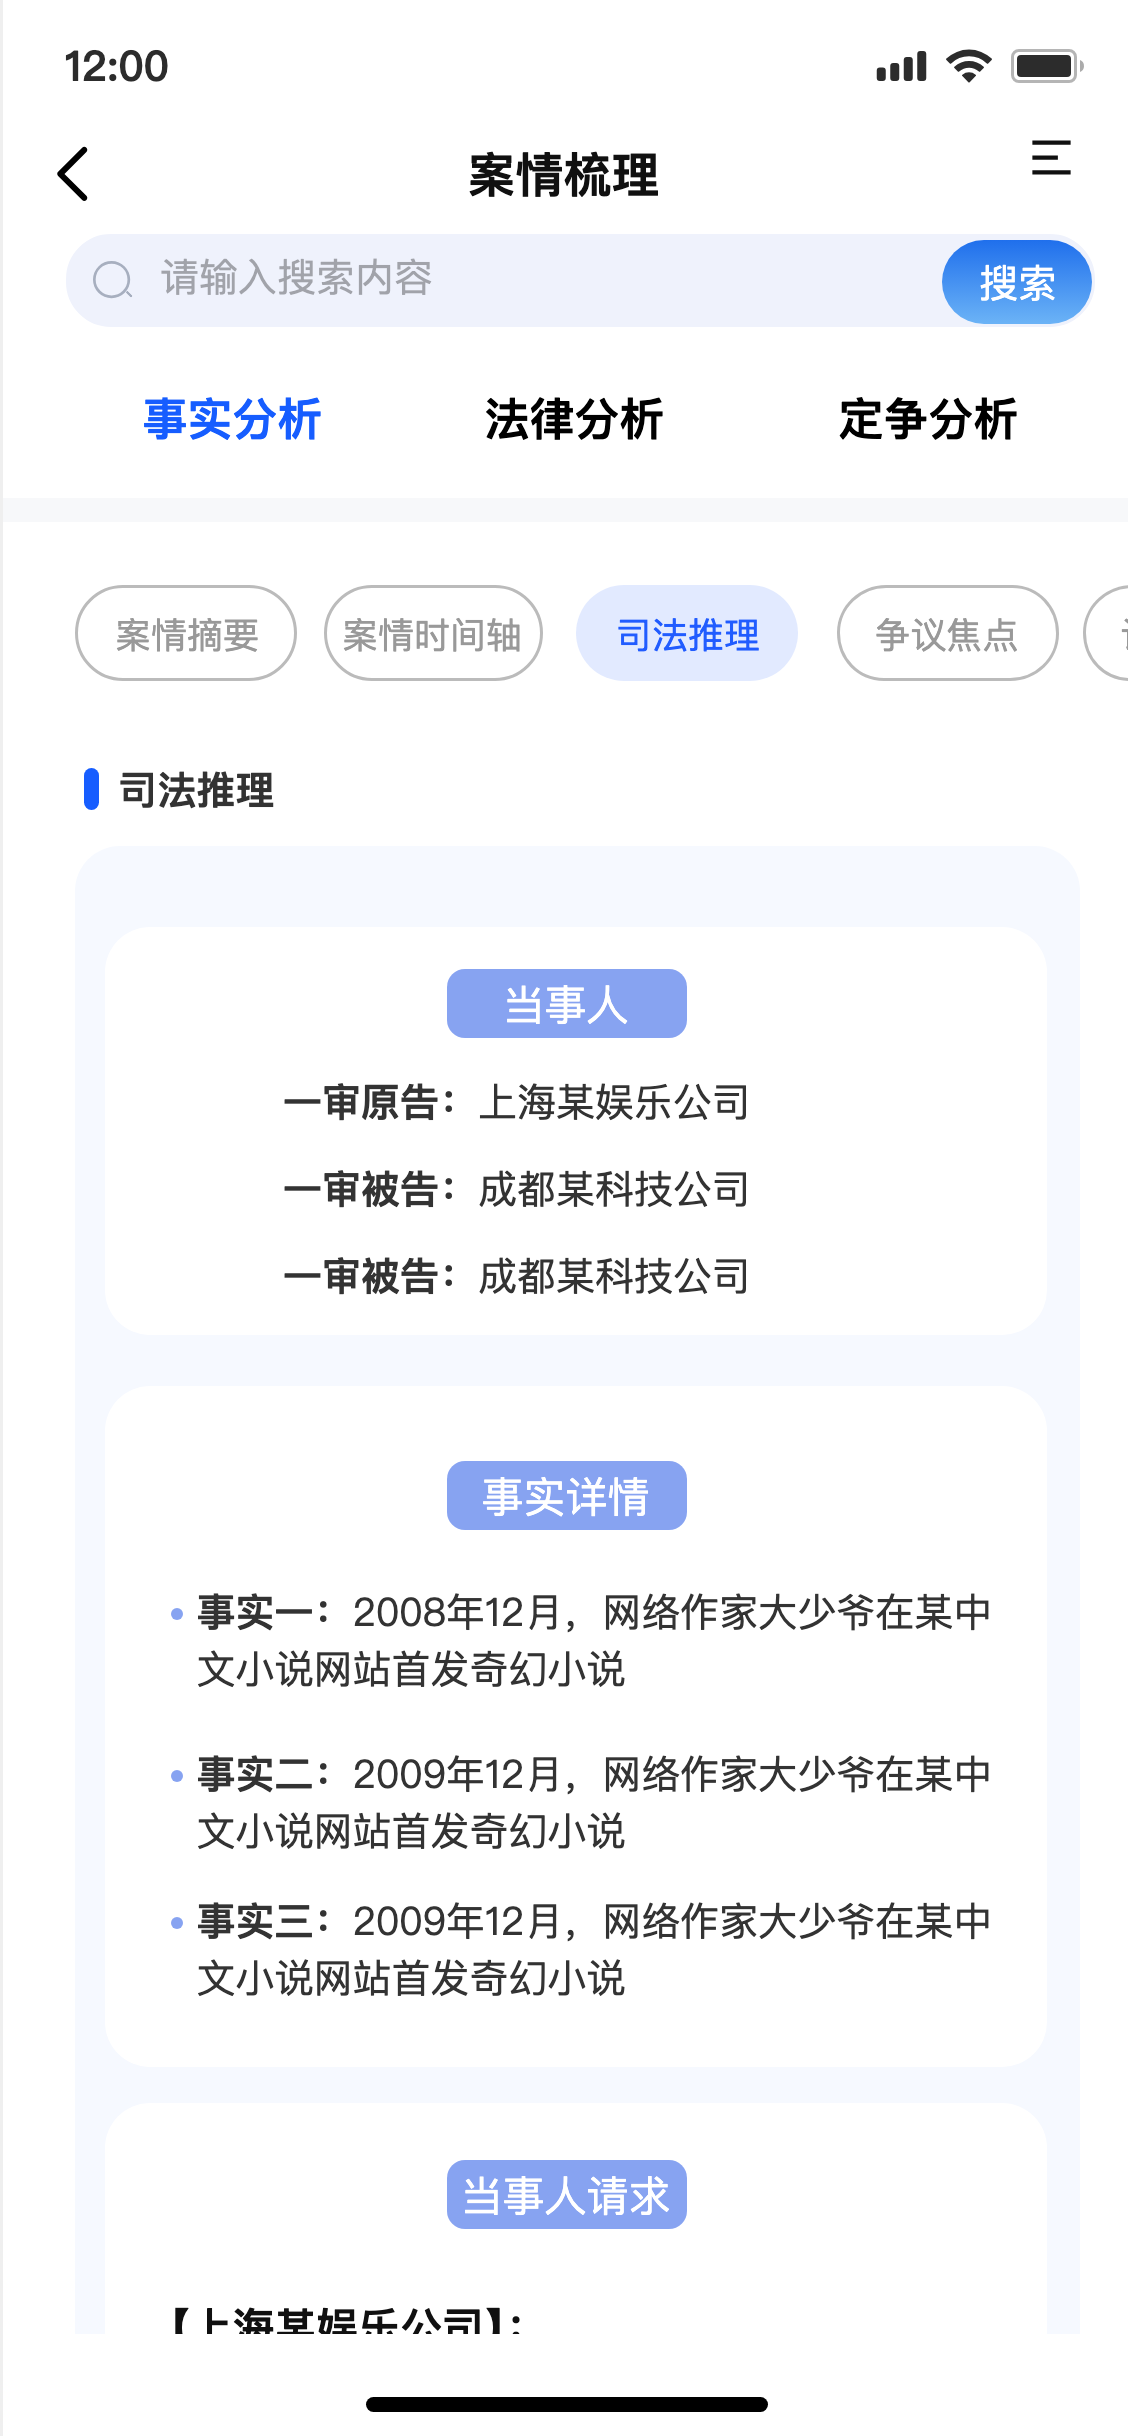 12:00
案情梳理
请输入搜索内容
搜索
事实分析 法律分析 定争分析
案情摘要 案情时间轴 司法推理 争议焦点
司法推理
当事人
一审原告：上海某娱乐公司
一审被告：成都某科技公司
一审被告：成都某科技公司
事实详情
事实一：2008年12月，网络作家大少爷在某中
文小说网站首发奇幻小说
事实二：2009年12月，网络作家大少爷在某中
文小说网站首发奇幻小说
事实三：2009年12月，网络作家大少爷在某中
文小说网站首发奇幻小说
当事人请求
【上海某娱乐公司】：